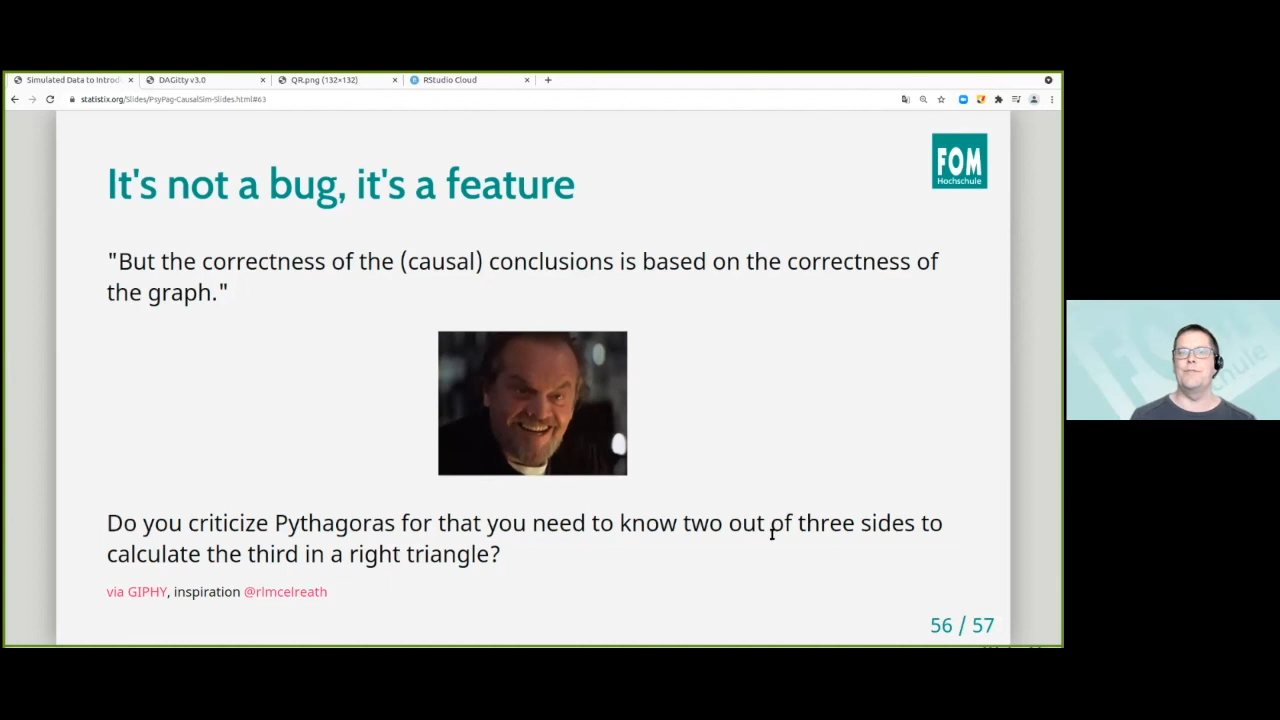 Simulated Data to Introd
DAGitty v3.0
QR.png (132×132)
RStudio Cloud
statistix.org/Slides/PsyPag-CausalSim-Slides.html#63
FOM
Hochschule
It's not a bug, it's a feature
"But the correctness of the (causal) conclusions is based on the correctness of
the graph."
Do you criticize Pythagoras for that you need to know two out of three sides to
calculate the third in a right triangle?
via GIPHY, inspiration @rlmcelreath
56 / 57